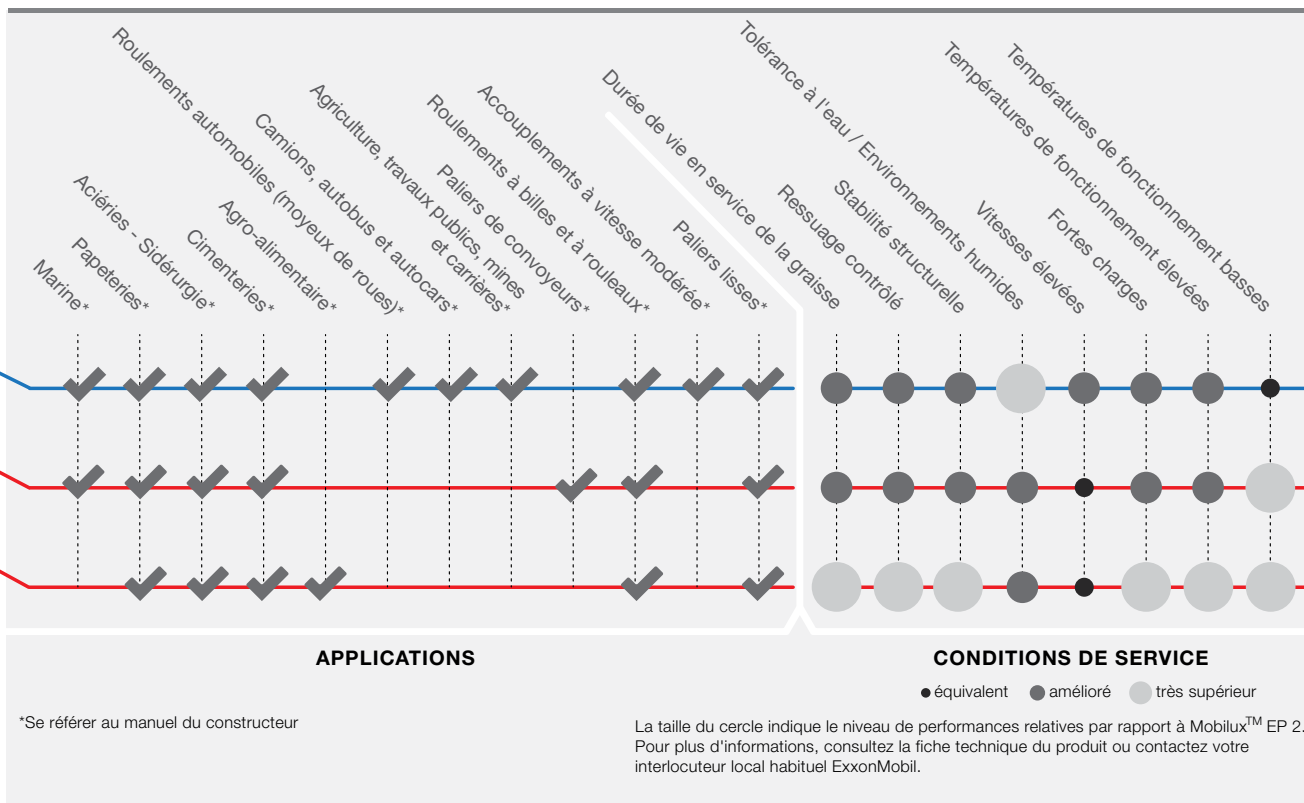 Marine*
Papeteries*
Aciéries - Sidérurgie*
Cimenteries*
Agro-alimentaire*
Roulements automobiles (moyeux de roues)*
Camions, autobus et autocars*
Agriculture, travaux publics, mines
et carrières*
Paliers de convoyeurs*
Roulements à billes et à rouleaux*
Accouplements à vitesse modérée*
Paliers lisses*
Durée de vie en service de la graisse
Ressuage contrôlé
Stabilité structurelle
Tolérance à l'eau / Environnements humides
Vitesses élevées
Fortes charges
Températures de fonctionnement élevées
Températures de fonctionnement basses
APPLICATIONS
CONDITIONS DE SERVICE
équivalent
amélioré
très supérieur
*Se référer au manuel du constructeur
La taille du cercle indique le niveau de performances relatives par rapport à Mobilux™ EP 2.
Pour plus d'informations, consultez la fiche technique du produit ou contactez votre
interlocuteur local habituel ExxonMobil.